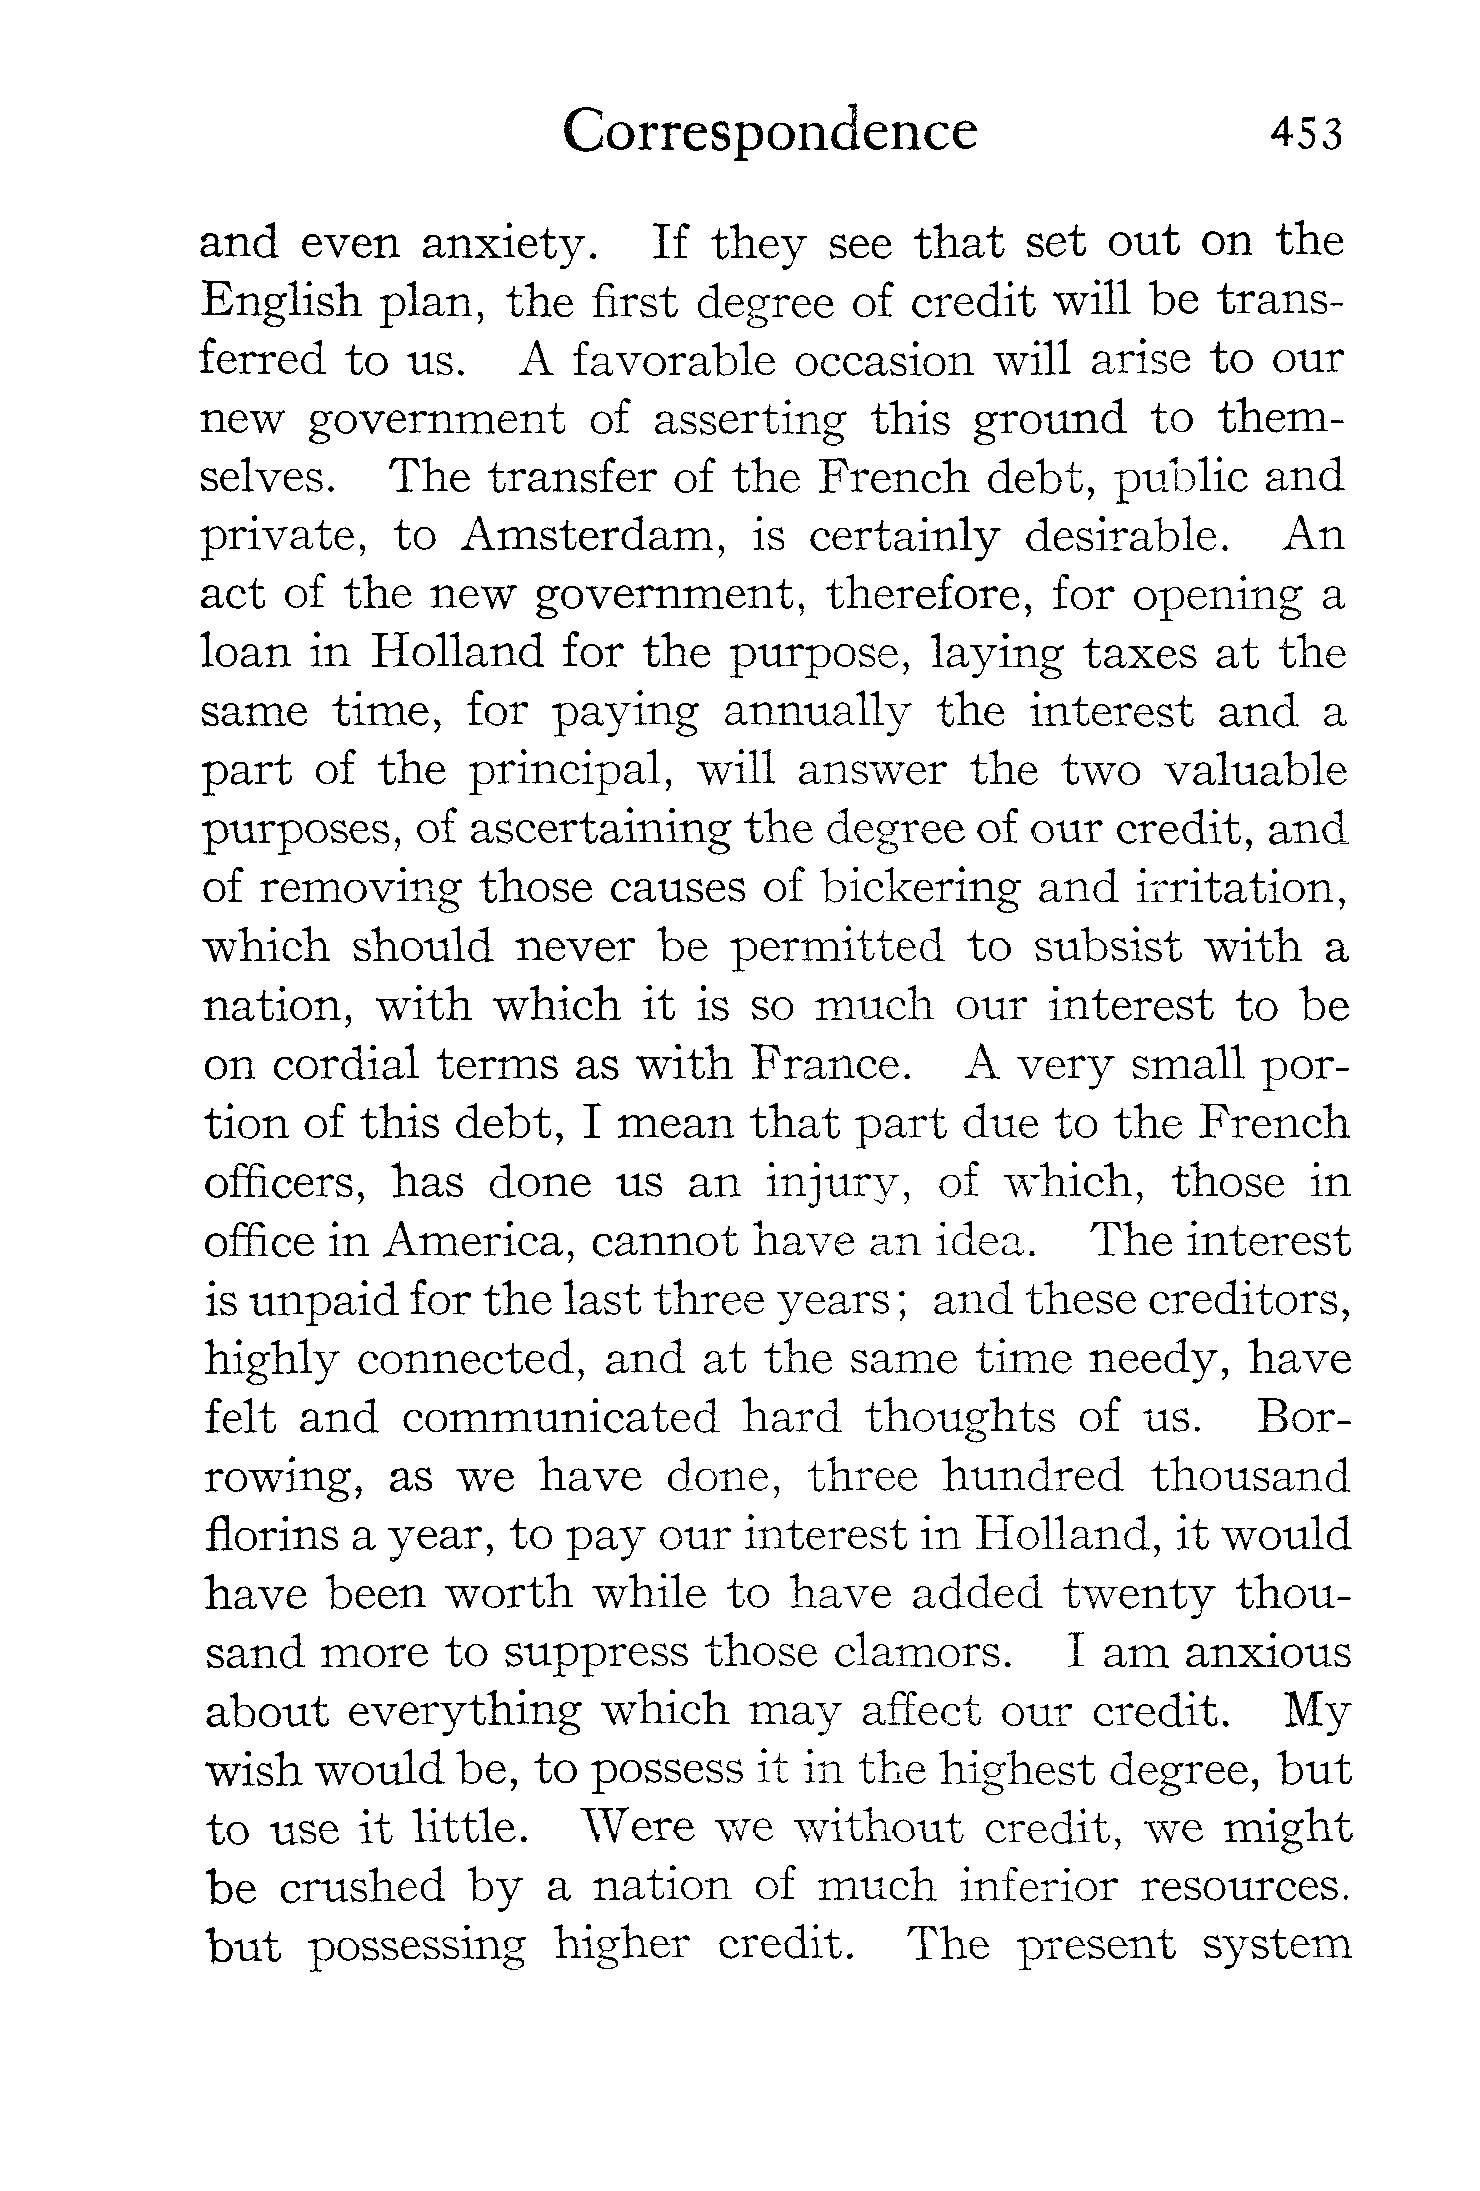 Correspondence 453
and even anxiety. If they see that set out on the
English plan, the first degree of credit will be trans-
ferred to us. A favorable occasion will arise to our
new government of asserting this ground to them-
selves. The transfer of the French debt, public and
private, to Amsterdam, is certainly desirable. An
act of the new government, therefore, for opening a
loan in Holland for the purpose, laying taxes at the
same time, for paying annually the interest and a
part of the principal, will answer the two valuable
purposes, of ascertaining the degree of our credit, and
of removing those causes of bickering and irritation,
which should never be permitted to subsist with a
nation, with which it is so much our interest to be
on cordial terms as with France. A very small por-
tion of this debt, I mean that part due to the French
officers, has done us an injury, of which, those in
office in America, cannot have an idea. The interest
is unpaid for the last three years; and these creditors,
highly connected, and at the same time needy, have
felt and communicated hard thoughts of us. Bor-
rowing, as we have done, three hundred thousand
florins a year, to pay our interest in Holland, it would
have been worth while to have added twenty thou-
sand more to suppress those clamors. I am anxious
about everything which may affect our credit. My
wish would be, to possess it in the highest degree, but
to use it little. Were we without credit, we might
be crushed by a nation of much inferior resources.
but possessing higher credit. The present system